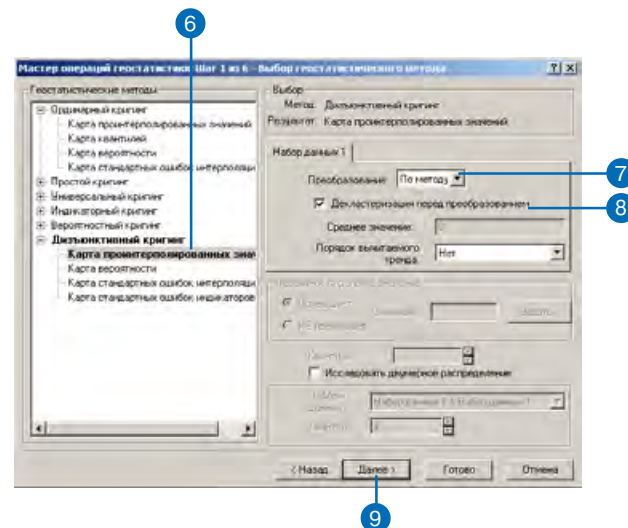 6
Мастер операций геостатистики: Шаг 1 из 6 - Выбор геостатистического метода
Геостатистические методы
Ординарный кригинг
Карта проинтерполированных значений
Карта квантилей
Карта вероятности
Карта стандартных ошибок интерполяци
Простой кригинг
Универсальный кригинг
Индикаторный кригинг
Вероятностный кригинг
Дизъюнктивный кригинг
Карта проинтерполированных знач
Карта вероятности
Карта стандартных ошибок интерполяци
Карта стандартных ошибок индикаторов
Выбор
Метод: Дизъюнктивный кригинг
Результат: Карта проинтерполированных значений
Набор данных 1
Преобразование: По методу
7
Декластеризация перед преобразованием
8
Среднее значение:
Порядок вычитаемого тренда: Нет
Исследовать двумерное распределение
< Назад
Далее >
Готово
Отмена
9